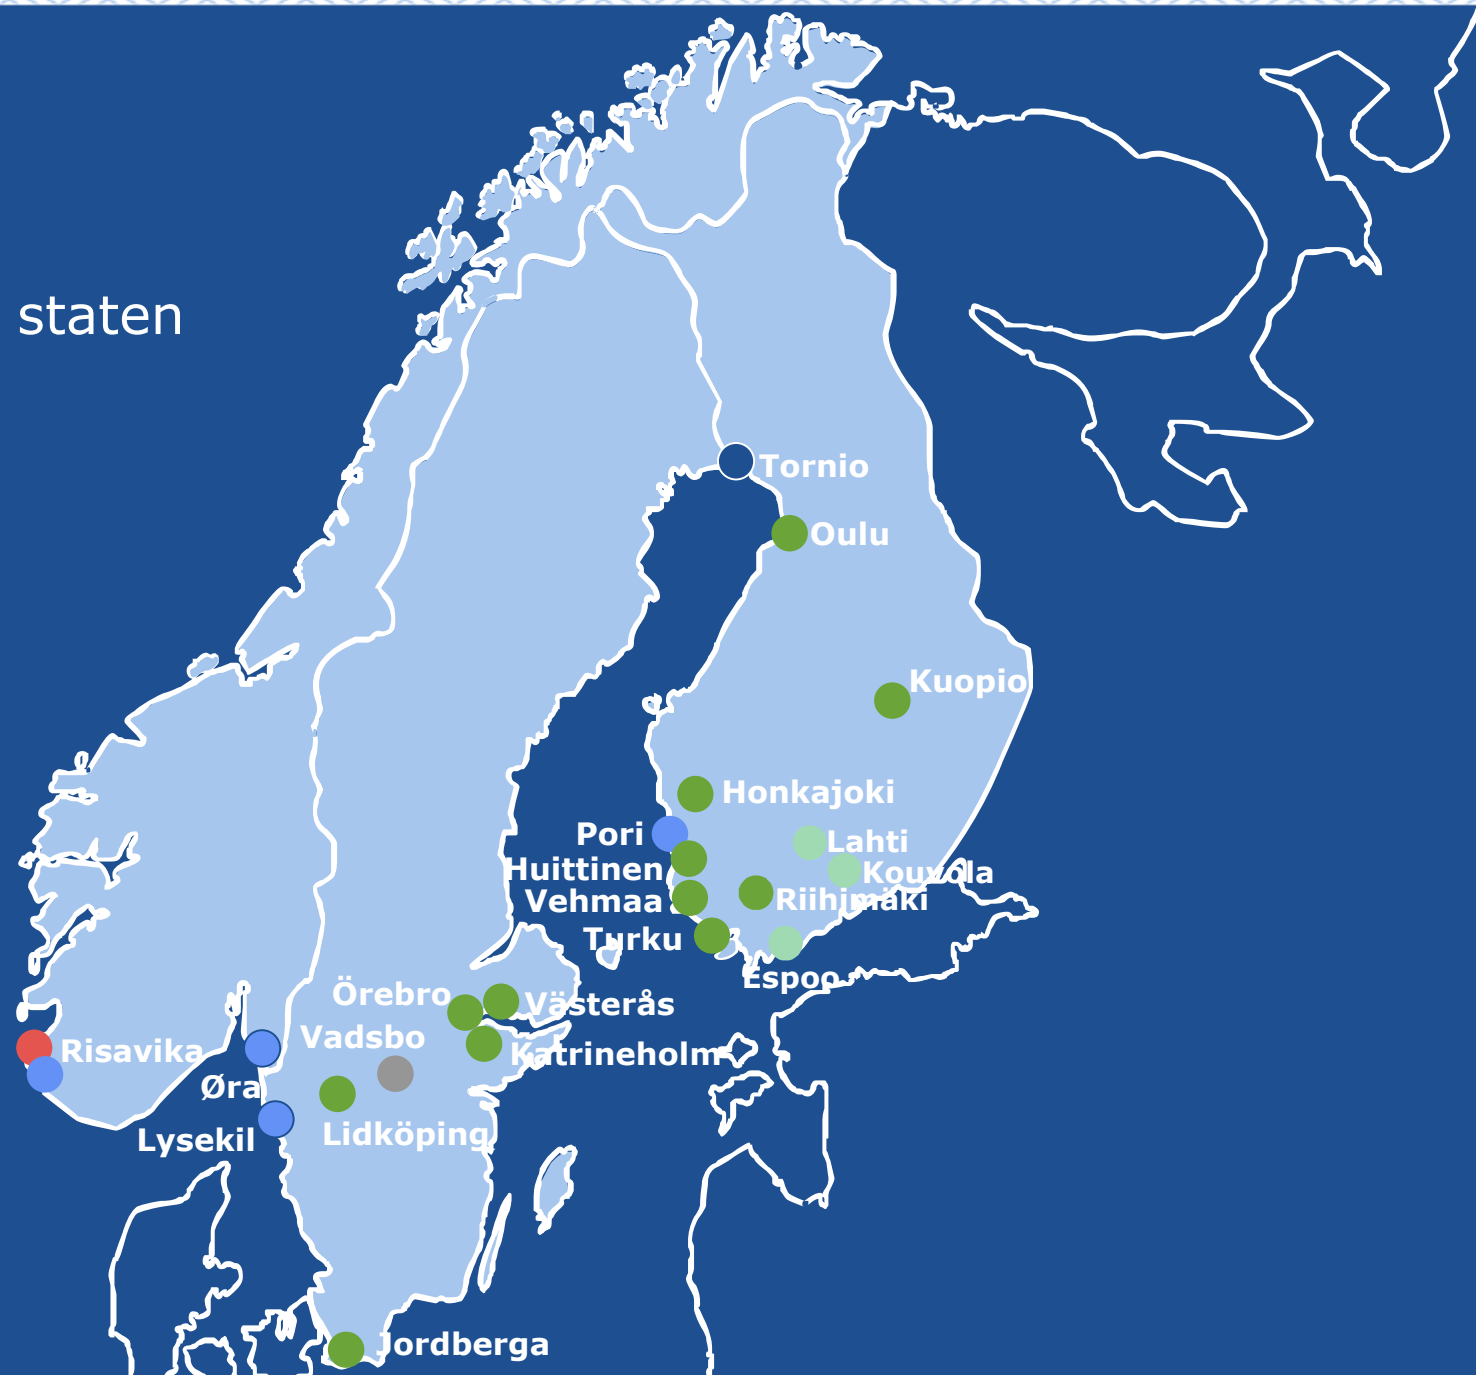 staten
Tornio
Oulu
Kuopio
Honkajoki
Pori
Lahti
Huittinen
Kouvola
Vehmaa
Riihimäki
Turku
Espoo
Örebro
Västerås
Vadsbo
Risavika
Katrineholm
Øra
Lidköping
Lysekil
Jordberga